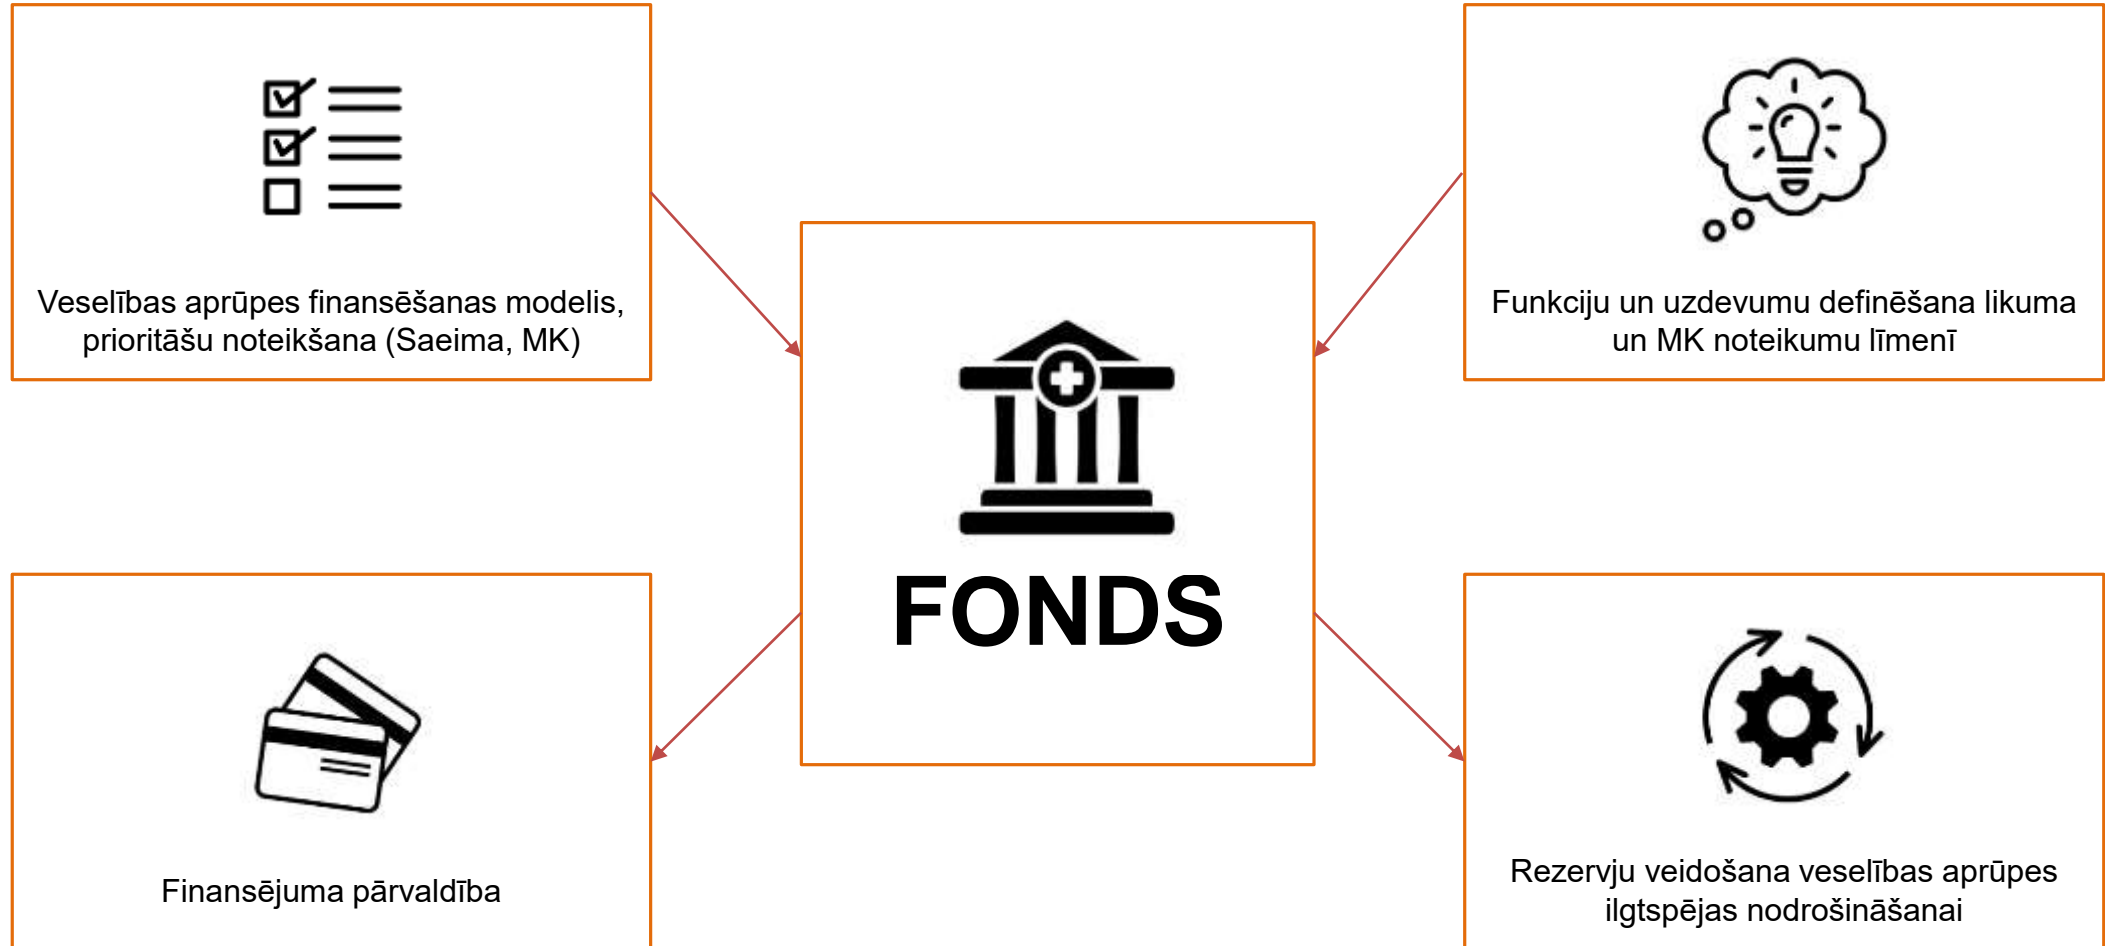 Veselības aprūpes finansēšanas modelis,
prioritāšu noteikšana (Saeima, MK)
Funkciju un uzdevumu definēšana likuma
un MK noteikumu līmenī
FONDS
Finansējuma pārvaldība
Rezervju veidošana veselības aprūpes
ilgtspējas nodrošināšanai